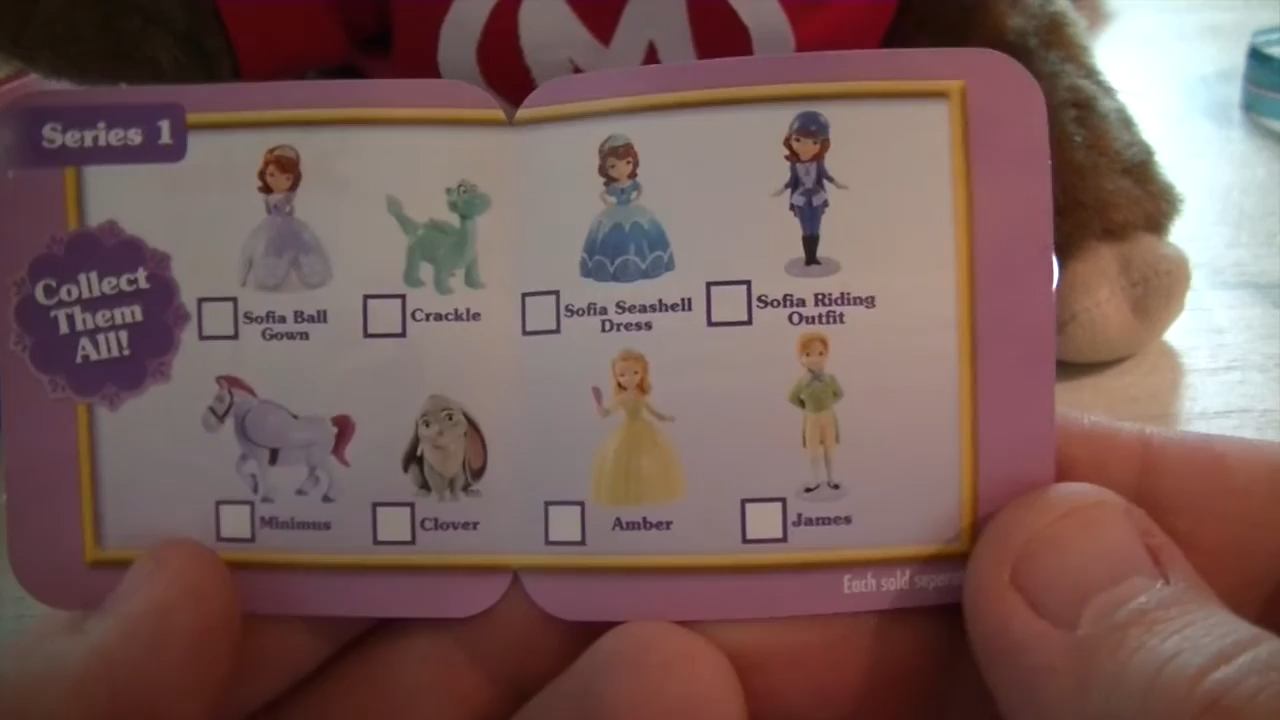 M
Series 1
Collect
Them
All!
Sofia Ball
Gown
Crackle
Sofia Seashell
Dress
Sofia Riding
Outfit
Minimus
Clover
Amber
James
Each sold